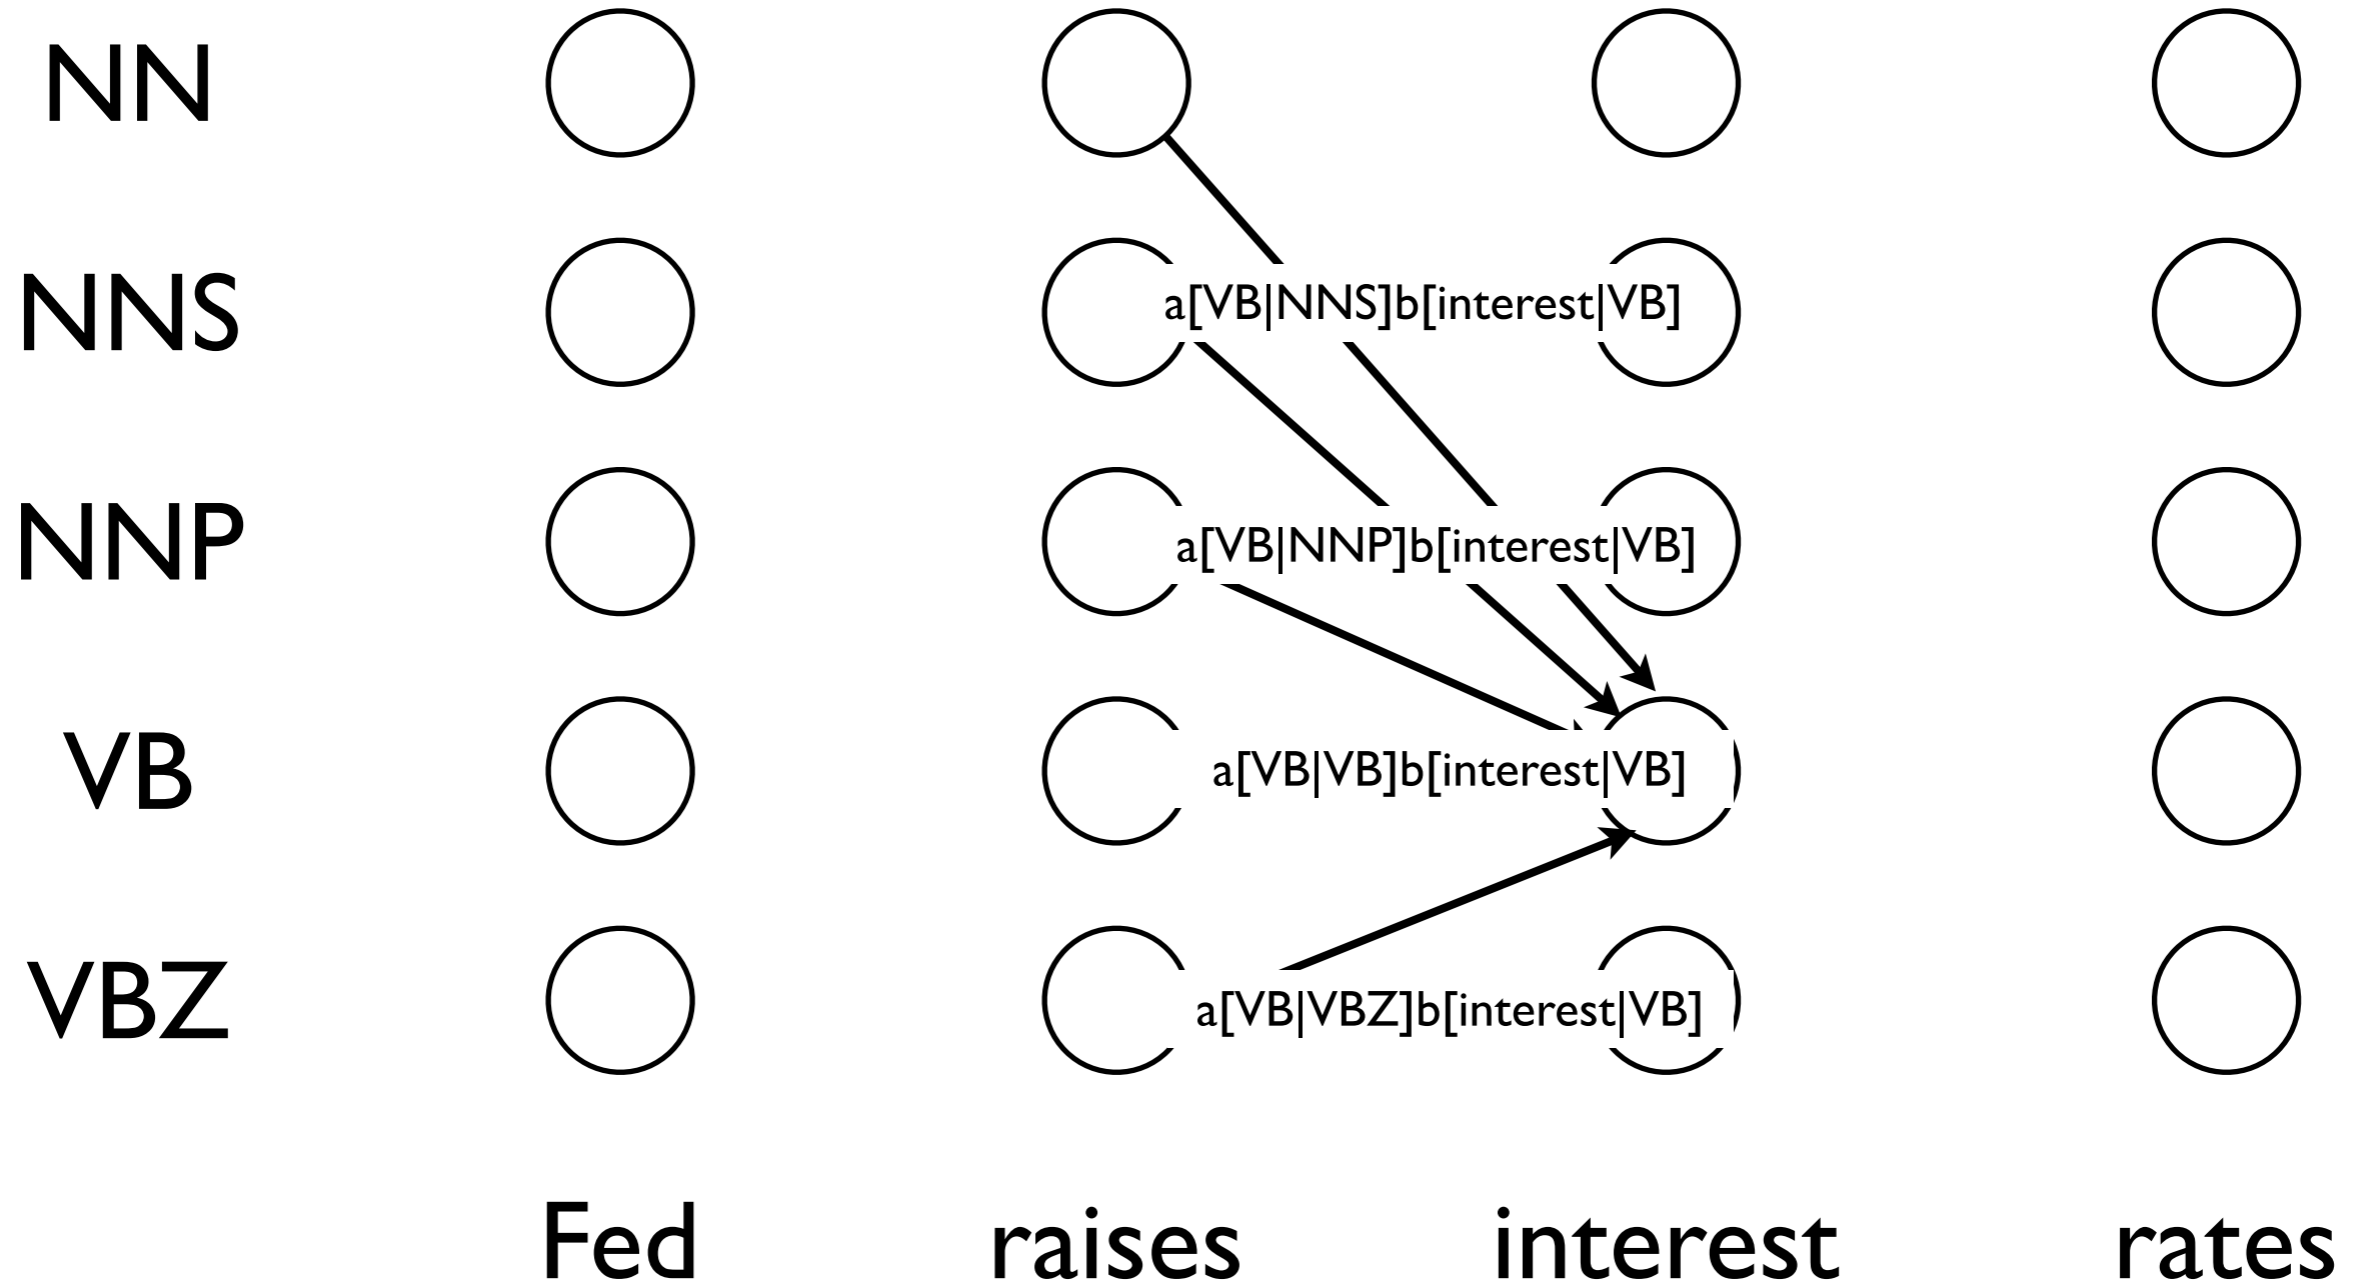 NN
NNS a[VB|NNS]b[interest|VB]
NNP a[VB|NNP]b[interest|VB]
VB a[VB|VB]b[interest|VB]
VBZ a[VB|VBZ]b[interest|VB]
Fed raises interest rates